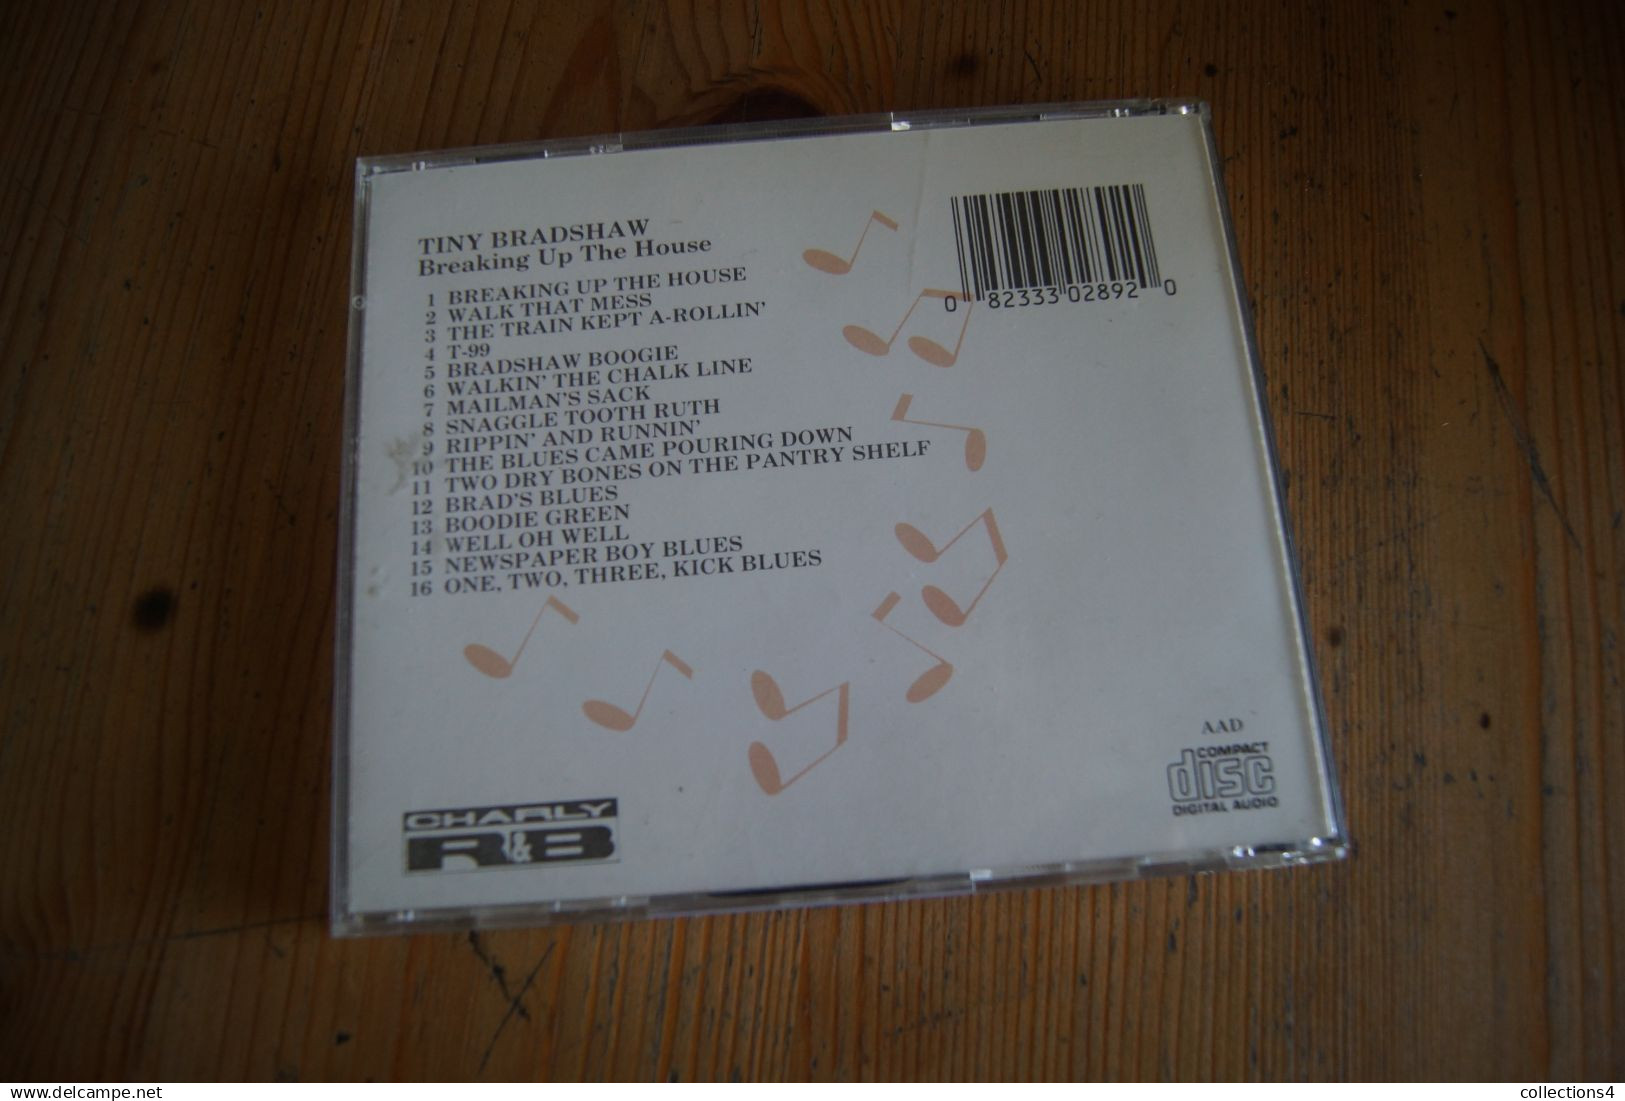 TINY BRADSHAW
Breaking Up The House
1 BREAKING UP THE HOUSE
2 WALK THAT MESS
3 THE TRAIN KEPT A-ROLLIN'
4 T-99
5 BRADSHAW BOOGIE
6 WALKIN' THE CHALK LINE
7 MAILMAN'S SACK
8 SNAGGLE TOOTH RUTH
9 RIPPIN' AND RUNNIN'
10 THE BLUES CAME POURING DOWN
11 TWO DRY BONES ON THE PANTRY SHELF
12 BRAD'S BLUES
13 BOODIE GREEN
14 WELL OH WELL
15 NEWSPAPER BOY BLUES
16 ONE, TWO, THREE, KICK BLUES
0 82333 02892 0
AAD
COMPACT
disc
DIGITAL AUDIO
CHARLY
R&B
www.delcampe.net
collections4